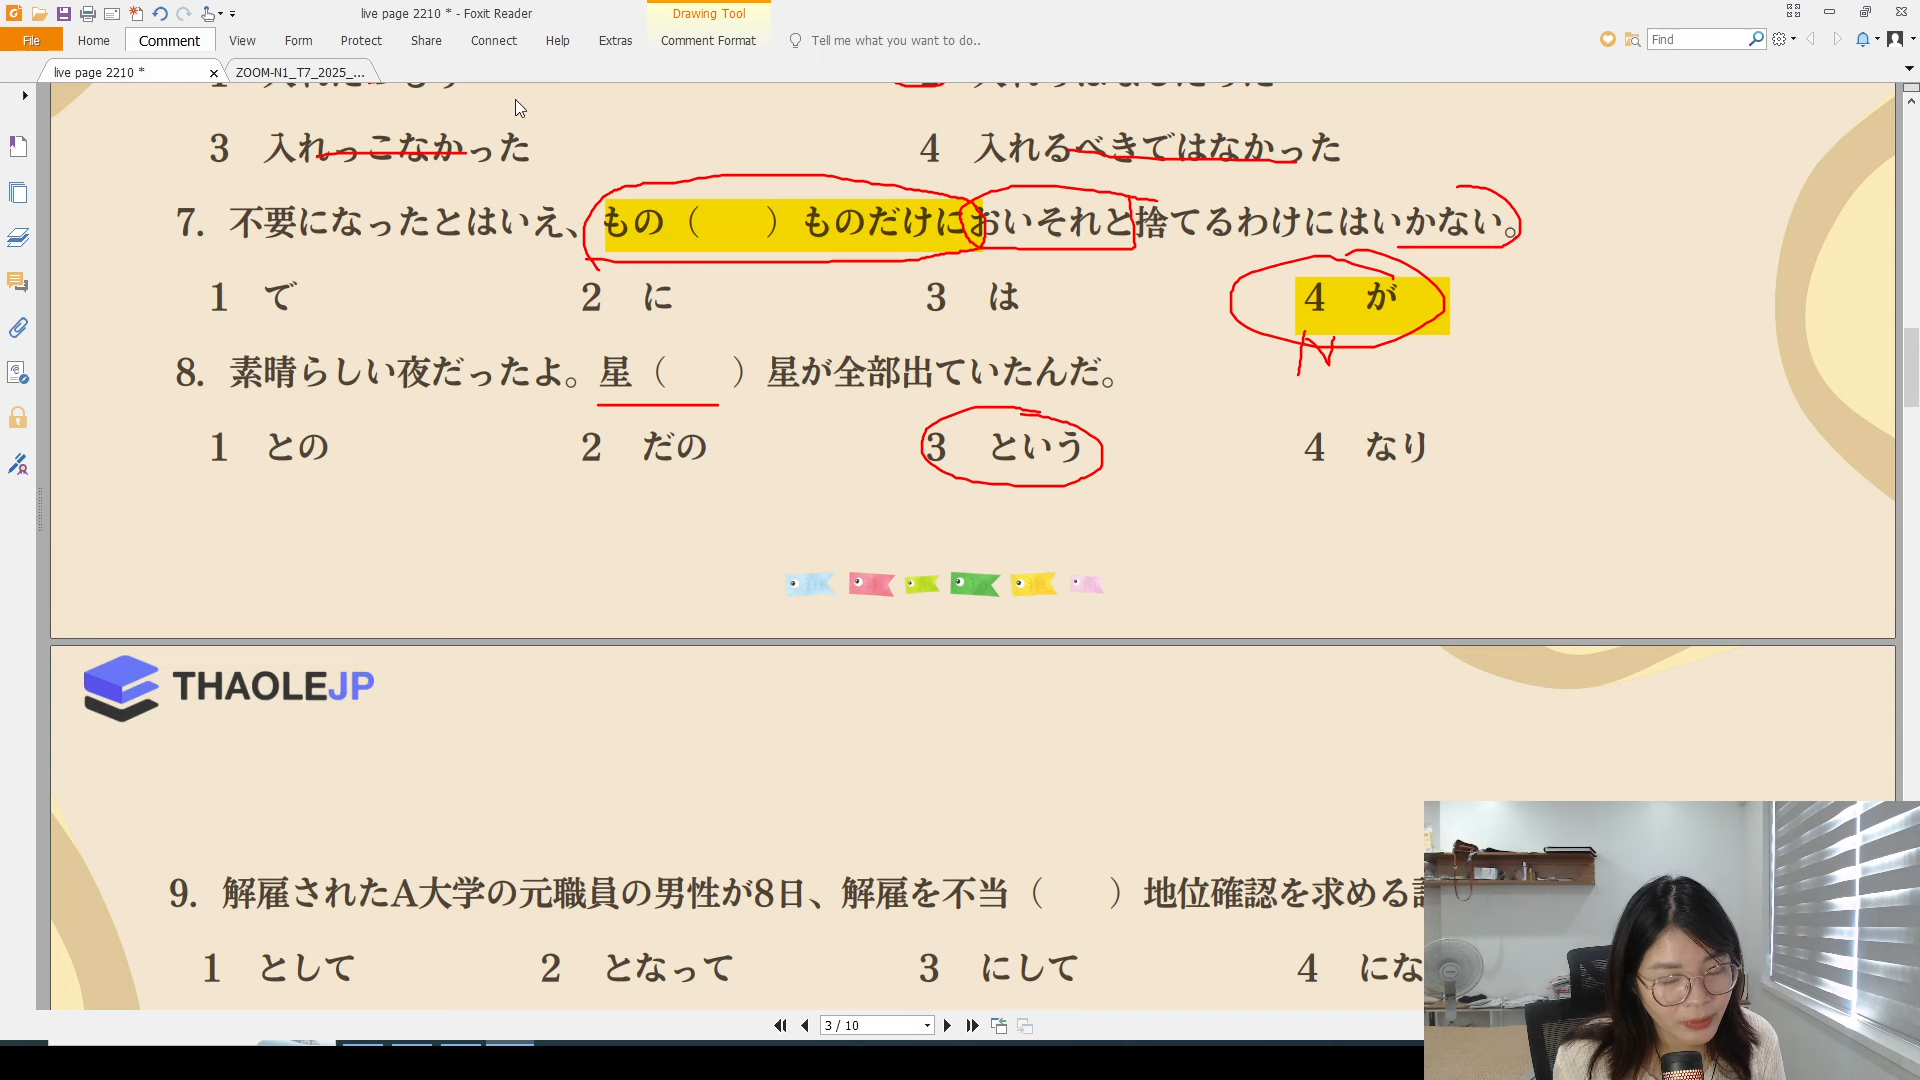 live page 2210 * - Foxit Reader
Drawing Tool
File
Home
Comment
View
Form
Protect
Share
Connect
Help
Extras
Comment Format
Tell me what you want to do..
Find
live page 2210 *
ZOOM-N1_T7_2025_...
3 入れっこなかった
4 入れるべきではなかった
7. 不要になったとはいえ、もの( )ものだけにおいそれと捨てるわけにはいかない。
1 で
2 に
3 は
4 が
N
8. 素晴らしい夜だったよ。星( )星が全部出ていたんだ。
1 との
2 だの
3 という
4 なり
THAOLEJP
9. 解雇されたA大学の元職員の男性が8日、解雇を不当( )地位確認を求める
1 として
2 となって
3 にして
4 にな
3 / 10